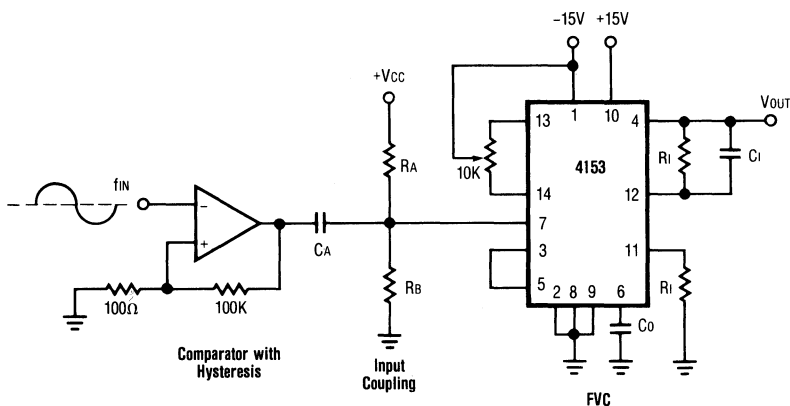 −15V +15V
+VCC
VOUT
13 1 10 4
RA
RI CI
4153
10K
fIN
−
14 12
7
CA
+
3 11
RB
RI
5
2 8 9 6
100Ω 100K
CO
Comparator with
Hysteresis
Input
Coupling
FVC